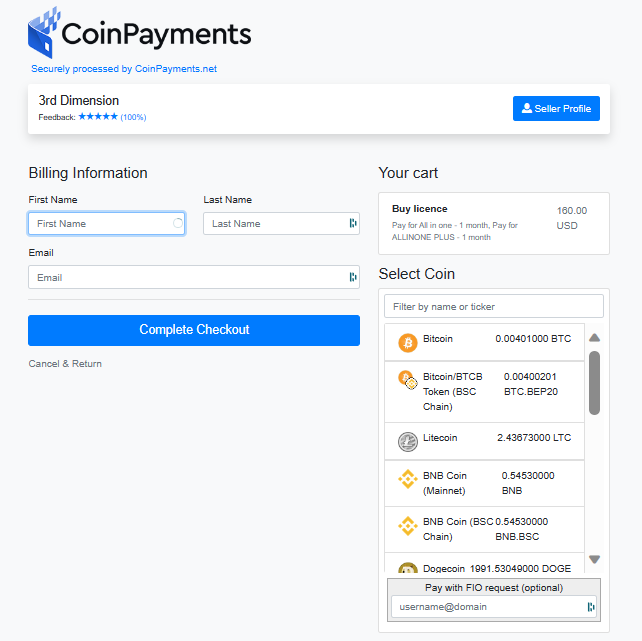 CoinPayments
Securely processed by CoinPayments.net
3rd Dimension
Feedback: ★★★★★ (100%)
Seller Profile
Billing Information
First Name
Last Name
First Name
Last Name
Email
Email
Complete Checkout
Cancel & Return
Your cart
Buy licence
160.00
USD
Pay for All in one - 1 month, Pay for
ALLINONE PLUS - 1 month
Select Coin
Filter by name or ticker
Bitcoin 0.00401000 BTC
Bitcoin/BTCB 0.00400201
Token (BSC BTC.BEP20
Chain)
Litecoin 2.43673000 LTC
BNB Coin 0.54530000
(Mainnet) BNB
BNB Coin (BSC 0.54530000
Chain) BNB.BSC
Dogecoin 1991.53049000 DOGE
Pay with FIO request (optional)
username@domain